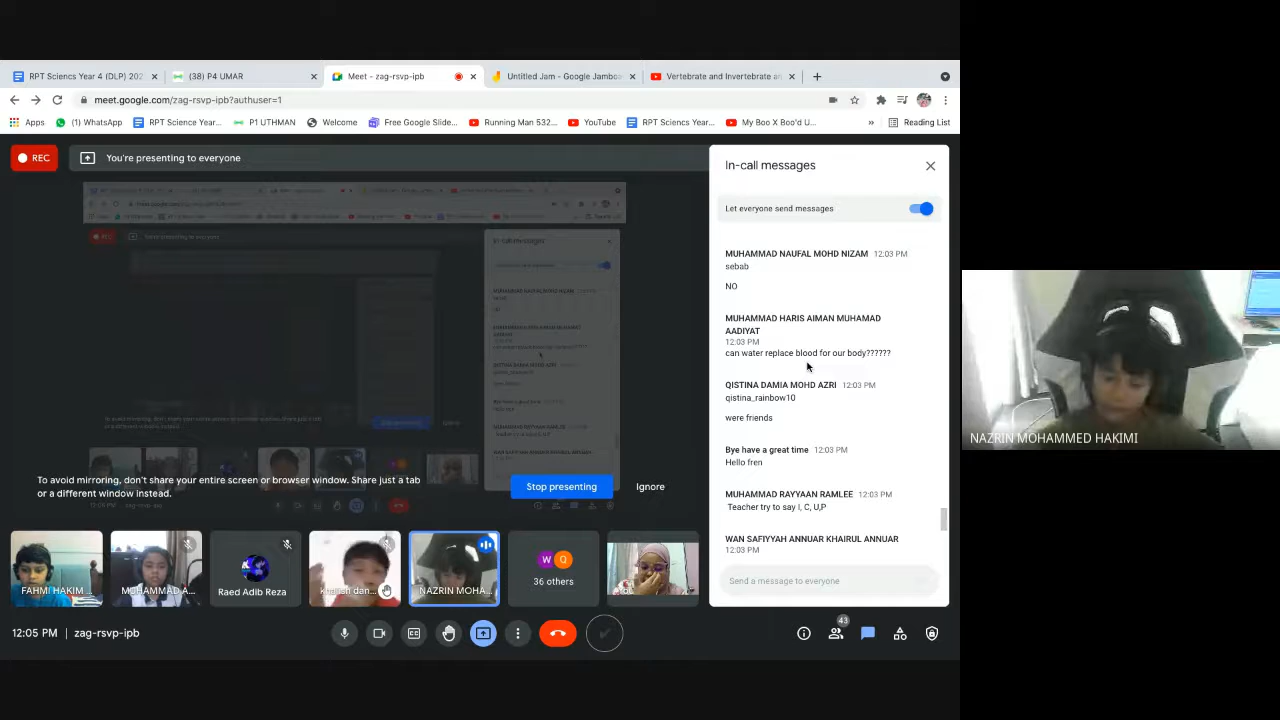 RPT Sciencs Year 4 (DLP) 202
(38) P4 UMAR
Meet - zag-rsvp-ipb
Untitled Jam - Google Jamboa
Vertebrate and Invertebrate an
meet.google.com/zag-rsvp-ipb?authuser=1
Apps
(1) WhatsApp
RPT Science Year...
P1 UTHMAN
Welcome
Free Google Slide...
Running Man 532...
YouTube
RPT Sciencs Year...
My Boo X Boo'd U...
»
Reading List
REC
You're presenting to everyone
In-call messages
Let everyone send messages
MUHAMMAD NAUFAL MOHD NIZAM 12:03 PM
sebab
NO
MUHAMMAD HARIS AIMAN MUHAMAD
AADIYAT
12:03 PM
can water replace blood for our body??????
QISTINA DAMIA MOHD AZRI 12:03 PM
qistina_rainbow10
were friends
Bye have a great time 12:03 PM
Hello fren
MUHAMMAD RAYYAAN RAMLEE 12:03 PM
Teacher try to say I, C, U,P
WAN SAFIYYAH ANNUAR KHAIRUL ANNUAR
12:03 PM
Send a message to everyone
To avoid mirroring, don't share your entire screen or browser window. Share just a tab
or a different window instead.
Stop presenting
Ignore
FAHMI HAKIM ...
MUHAMMAD A...
Raed Adib Reza
NAZRIN MOHA...
W
Q
36 others
12:05 PM | zag-rsvp-ipb
43
NAZRIN MOHAMMED HAKIMI